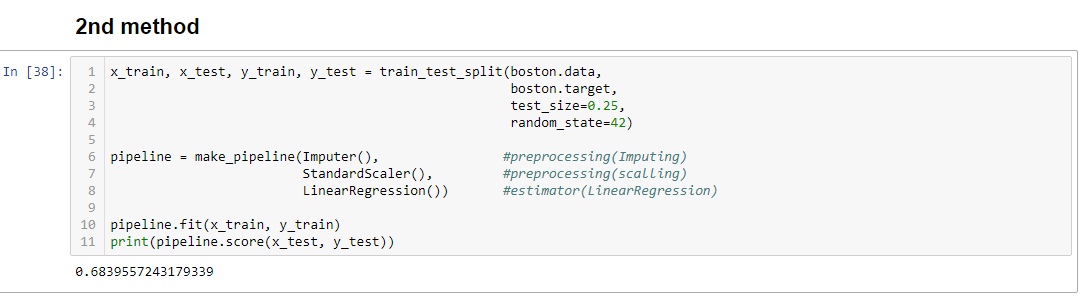 2nd method
In [38]:
1 x_train, x_test, y_train, y_test = train_test_split(boston.data,
2 boston.target,
3 test_size=0.25,
4 random_state=42)
5
6 pipeline = make_pipeline(Imputer(), #preprocessing(Imputing)
7 StandardScaler(), #preprocessing(scalling)
8 LinearRegression()) #estimator(LinearRegression)
9
10 pipeline.fit(x_train, y_train)
11 print(pipeline.score(x_test, y_test))
0.6839557243179339